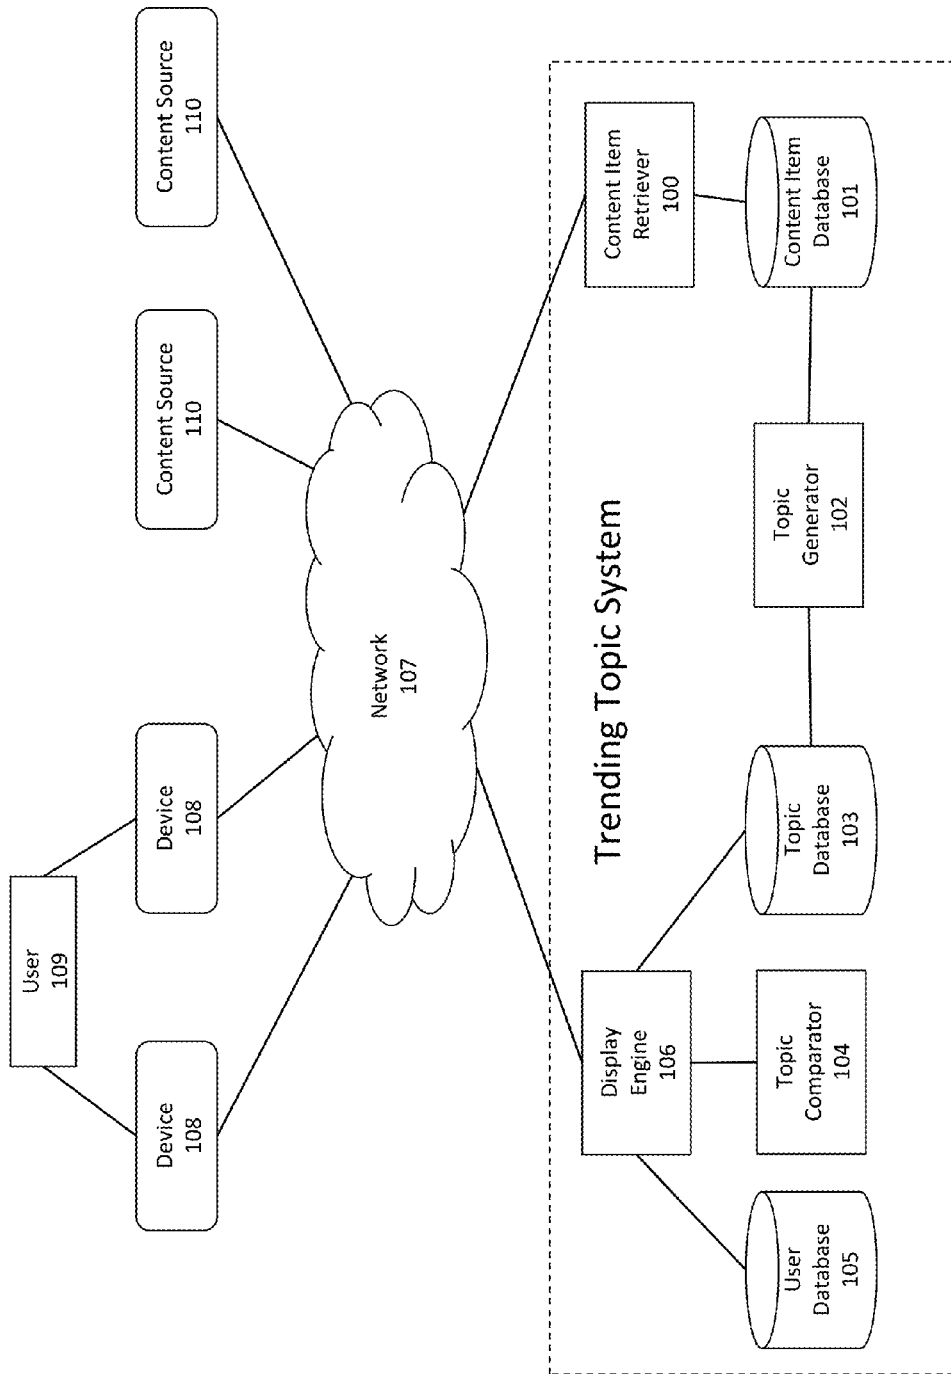 User
109
Device
108
Device
108
Content Source
110
Content Source
110
Network
107
Trending Topic System
Display
Engine
106
Content Item
Retriever
100
User
Database
105
Topic
Comparator
104
Topic
Database
103
Topic
Generator
102
Content Item
Database
101